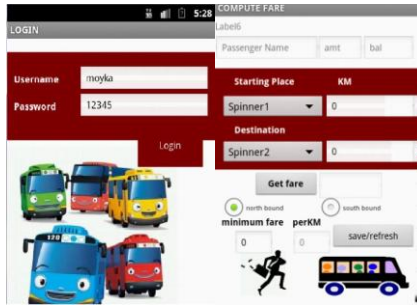 5:28
LOGIN
Username moyka
Password 12345
Login
120
COMPUTE FARE
Label6
Passenger Name amt bal
Starting Place KM
Spinner1 0
Destination
Spinner2 0
Get fare
north bound south bound
minimum fare perKM
0 0 save/refresh